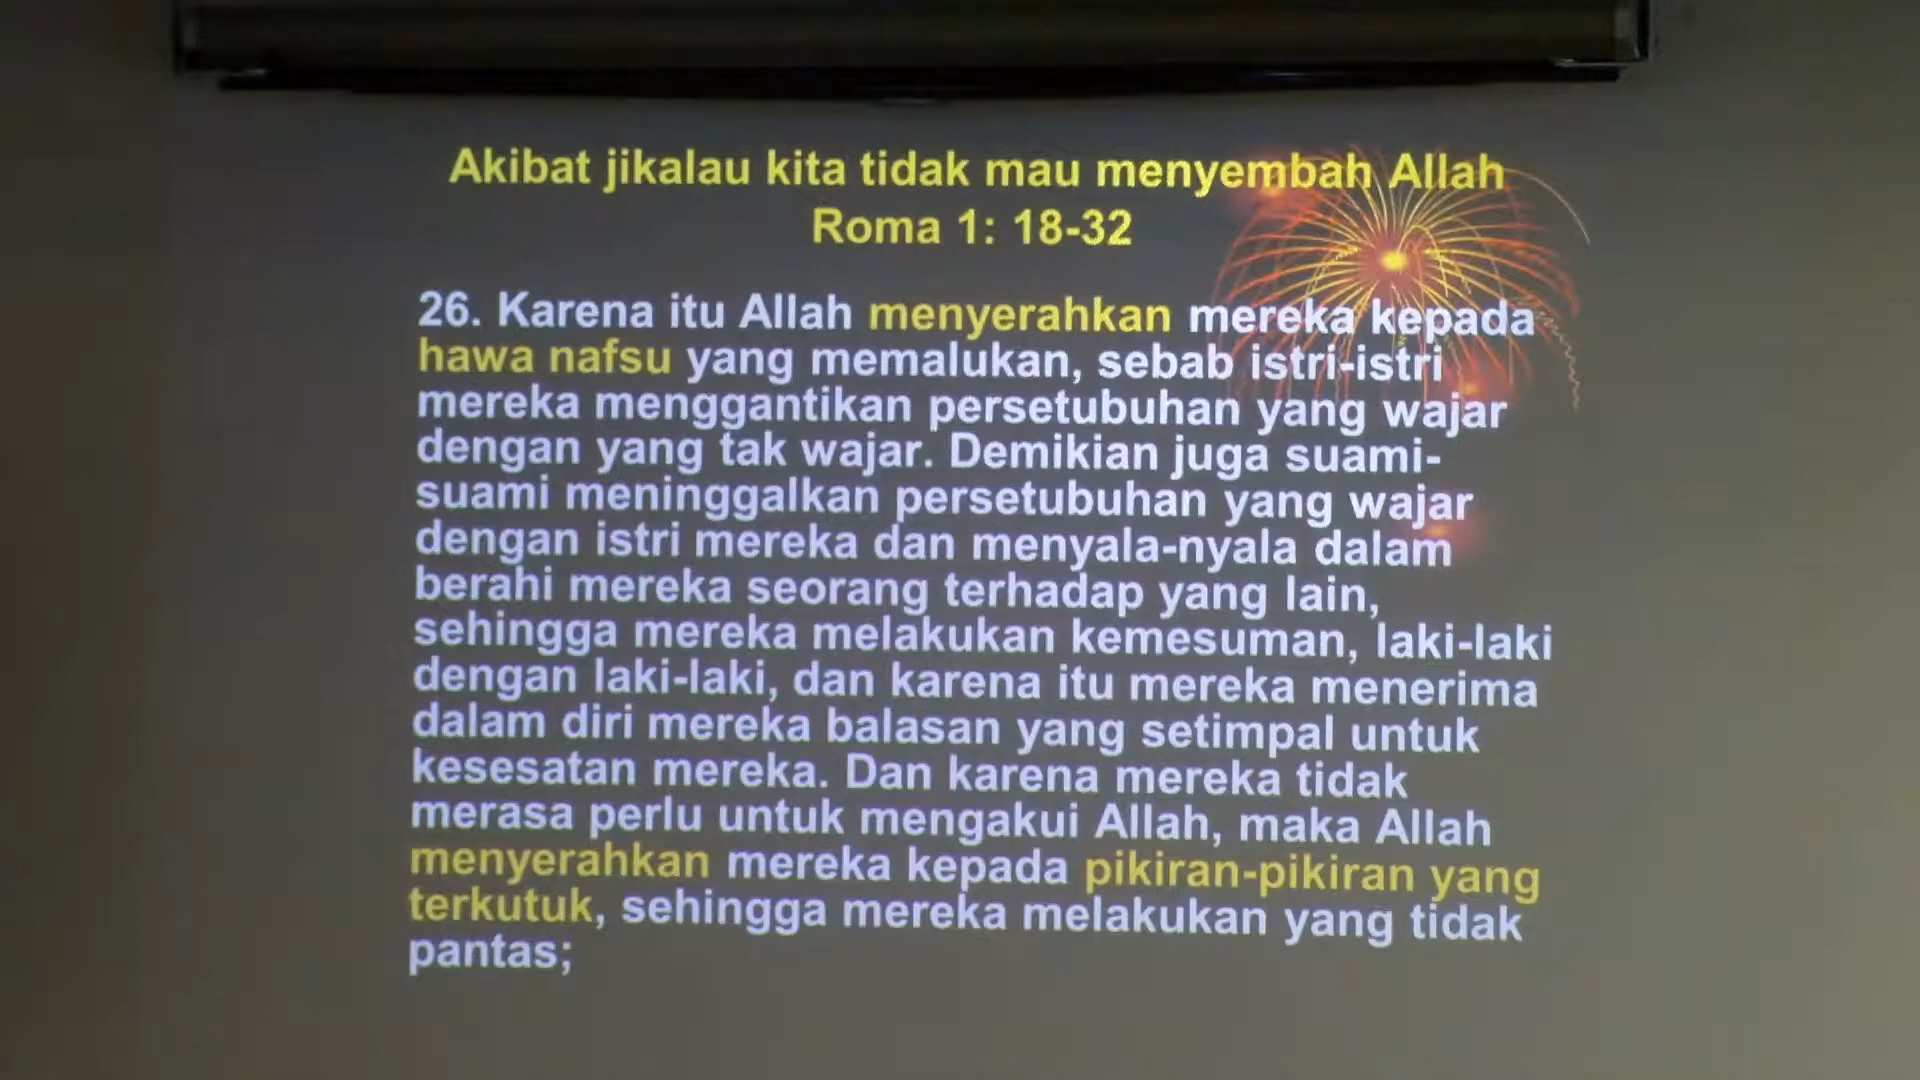 Akibat jikalau kita tidak mau menyembah Allah
Roma 1: 18-32
26. Karena itu Allah menyerahkan mereka kepada
hawa nafsu yang memalukan, sebab istri-istri
mereka menggantikan persetubuhan yang wajar
dengan yang tak wajar. Demikian juga suami-
suami meninggalkan persetubuhan yang wajar
dengan istri mereka dan menyala-nyala dalam
berahi mereka seorang terhadap yang lain,
sehingga mereka melakukan kemesuman, laki-laki
dengan laki-laki, dan karena itu mereka menerima
dalam diri mereka balasan yang setimpal untuk
kesesatan mereka. Dan karena mereka tidak
merasa perlu untuk mengakui Allah, maka Allah
menyerahkan mereka kepada pikiran-pikiran yang
terkutuk, sehingga mereka melakukan yang tidak
pantas;